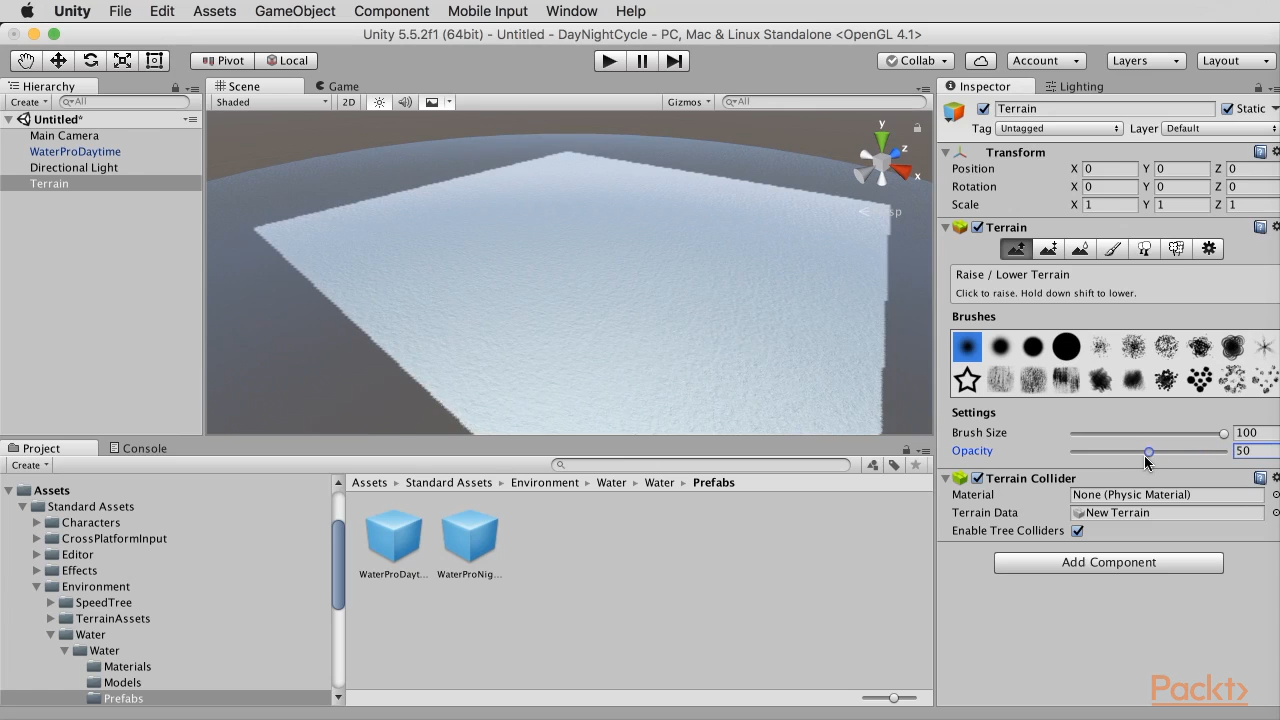 Unity File Edit Assets GameObject Component Mobile Input Window Help
Unity 5.5.2f1 (64bit) - Untitled - DayNightCycle - PC, Mac & Linux Standalone <OpenGL 4.1>
Pivot Local Collab Account Layers Layout
Hierarchy
Create All
Untitled*
Main Camera
WaterProDaytime
Directional Light
Terrain
Scene Game
Shaded 2D Gizmos All
y
z
x
Persp
Inspector Lighting
Terrain Static
Tag Untagged Layer Default
Transform
Position X 0 Y 0 Z 0
Rotation X 0 Y 0 Z 0
Scale X 1 Y 1 Z 1
Terrain
Raise / Lower Terrain
Click to raise. Hold down shift to lower.
Brushes
Settings
Brush Size 100
Opacity 50
Terrain Collider
Material None (Physic Material)
Terrain Data New Terrain
Enable Tree Colliders
Add Component
Project Console
Create
Assets
Standard Assets
Characters
CrossPlatformInput
Editor
Effects
Environment
SpeedTree
TerrainAssets
Water
Water
Materials
Models
Prefabs
Assets Standard Assets Environment Water Water Prefabs
WaterProDayt... WaterProNig...
Packt>